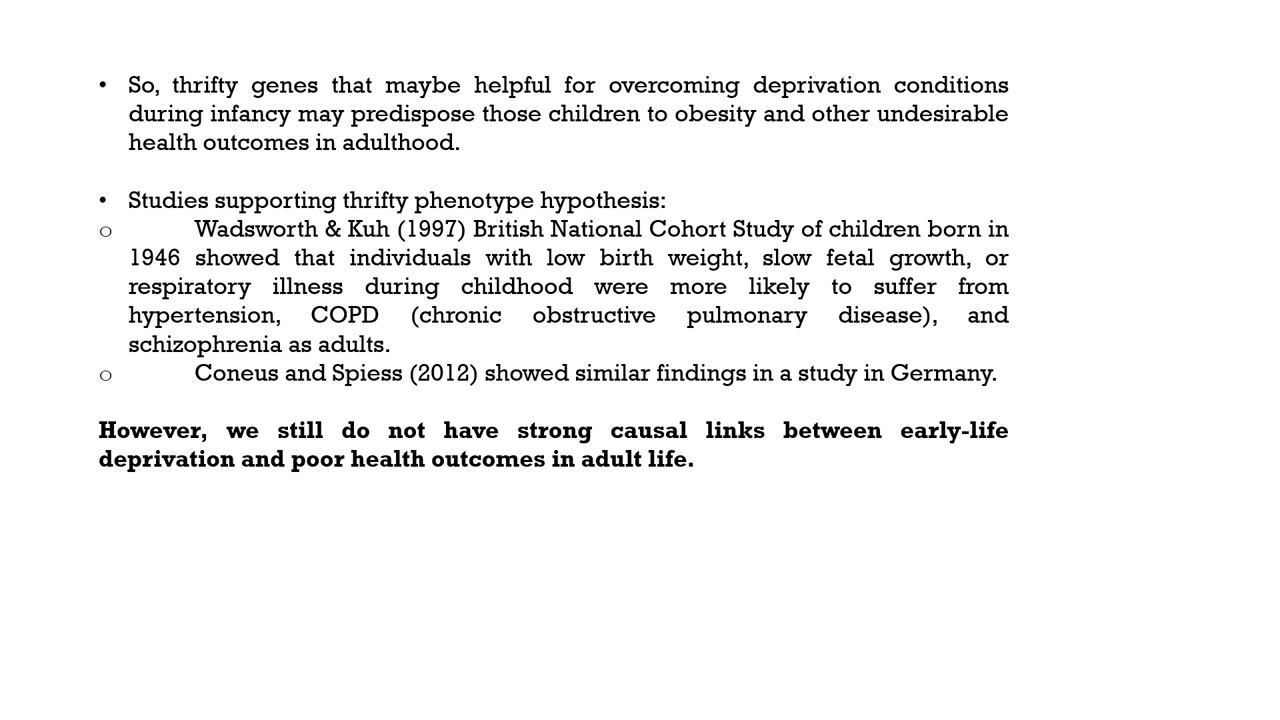 • So, thrifty genes that maybe helpful for overcoming deprivation conditions
during infancy may predispose those children to obesity and other undesirable
health outcomes in adulthood.
• Studies supporting thrifty phenotype hypothesis:
o Wadsworth & Kuh (1997) British National Cohort Study of children born in
1946 showed that individuals with low birth weight, slow fetal growth, or
respiratory illness during childhood were more likely to suffer from
hypertension, COPD (chronic obstructive pulmonary disease), and
schizophrenia as adults.
o Coneus and Spiess (2012) showed similar findings in a study in Germany.
However, we still do not have strong causal links between early-life
deprivation and poor health outcomes in adult life.